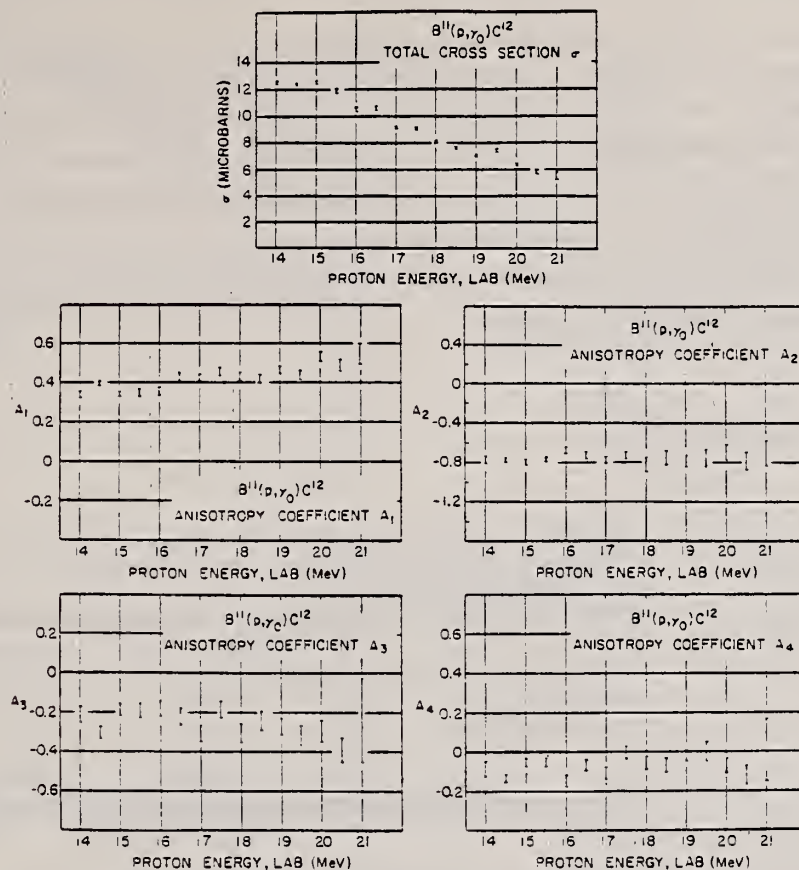 B¹¹(p,γ₀)C¹²
TOTAL CROSS SECTION σ
σ (MICROBARNS)
14
12
10
8
6
4
2
14 15 16 17 18 19 20 21
PROTON ENERGY, LAB (MeV)
A₁
0.6
0.4
0.2
0
-0.2
B¹¹(p,γ₀)C¹²
ANISOTROPY COEFFICIENT A₁
14 15 16 17 18 19 20 21
PROTON ENERGY, LAB (MeV)
B¹¹(p,γ₀)C¹²
ANISOTROPY COEFFICIENT A₂
A₂
0.4
0
-0.4
-0.8
-1.2
14 15 16 17 18 19 20 21
PROTON ENERGY, LAB (MeV)
B¹¹(p,γ₀)C¹²
ANISOTROPY COEFFICIENT A₃
A₃
0.2
0
-0.2
-0.4
-0.6
14 15 16 17 18 19 20 21
PROTON ENERGY, LAB (MeV)
B¹¹(p,γ₀)C¹²
ANISOTROPY COEFFICIENT A₄
A₄
0.6
0.4
0.2
0
-0.2
14 15 16 17 18 19 20 21
PROTON ENERGY, LAB (MeV)